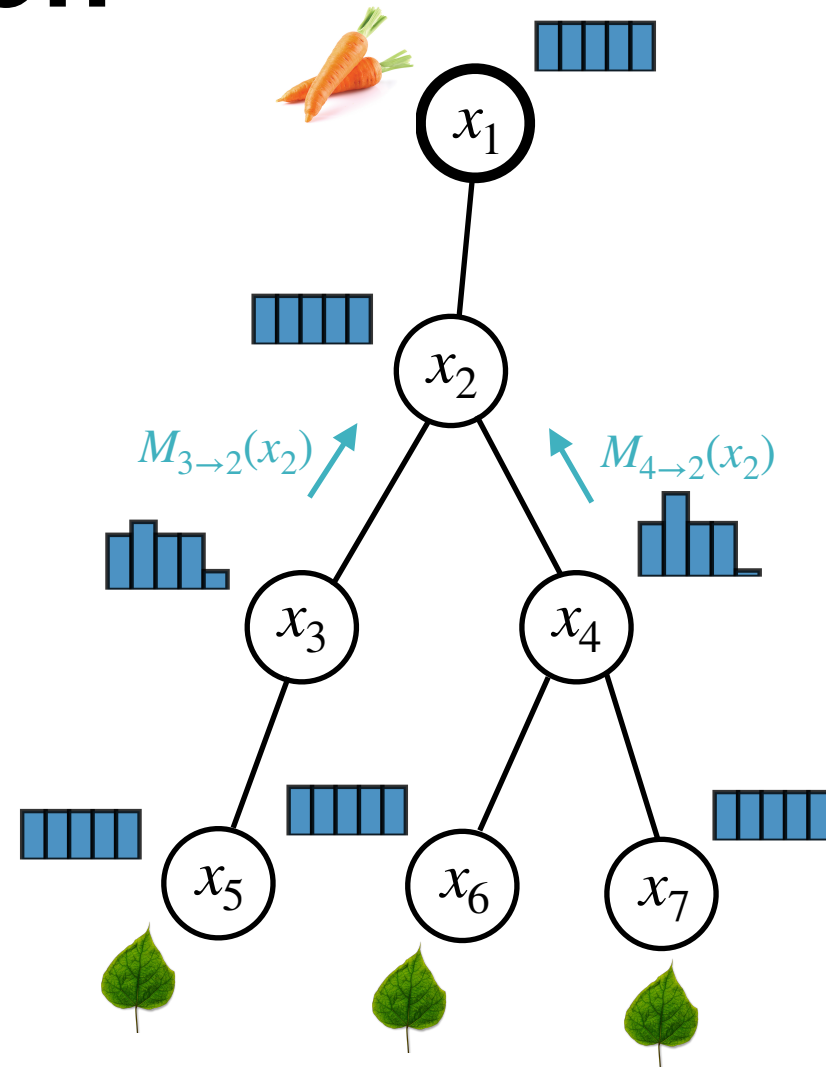 x₁
x₂
M₃→₂(x₂)
M₄→₂(x₂)
x₃
x₄
x₅
x₆
x₇